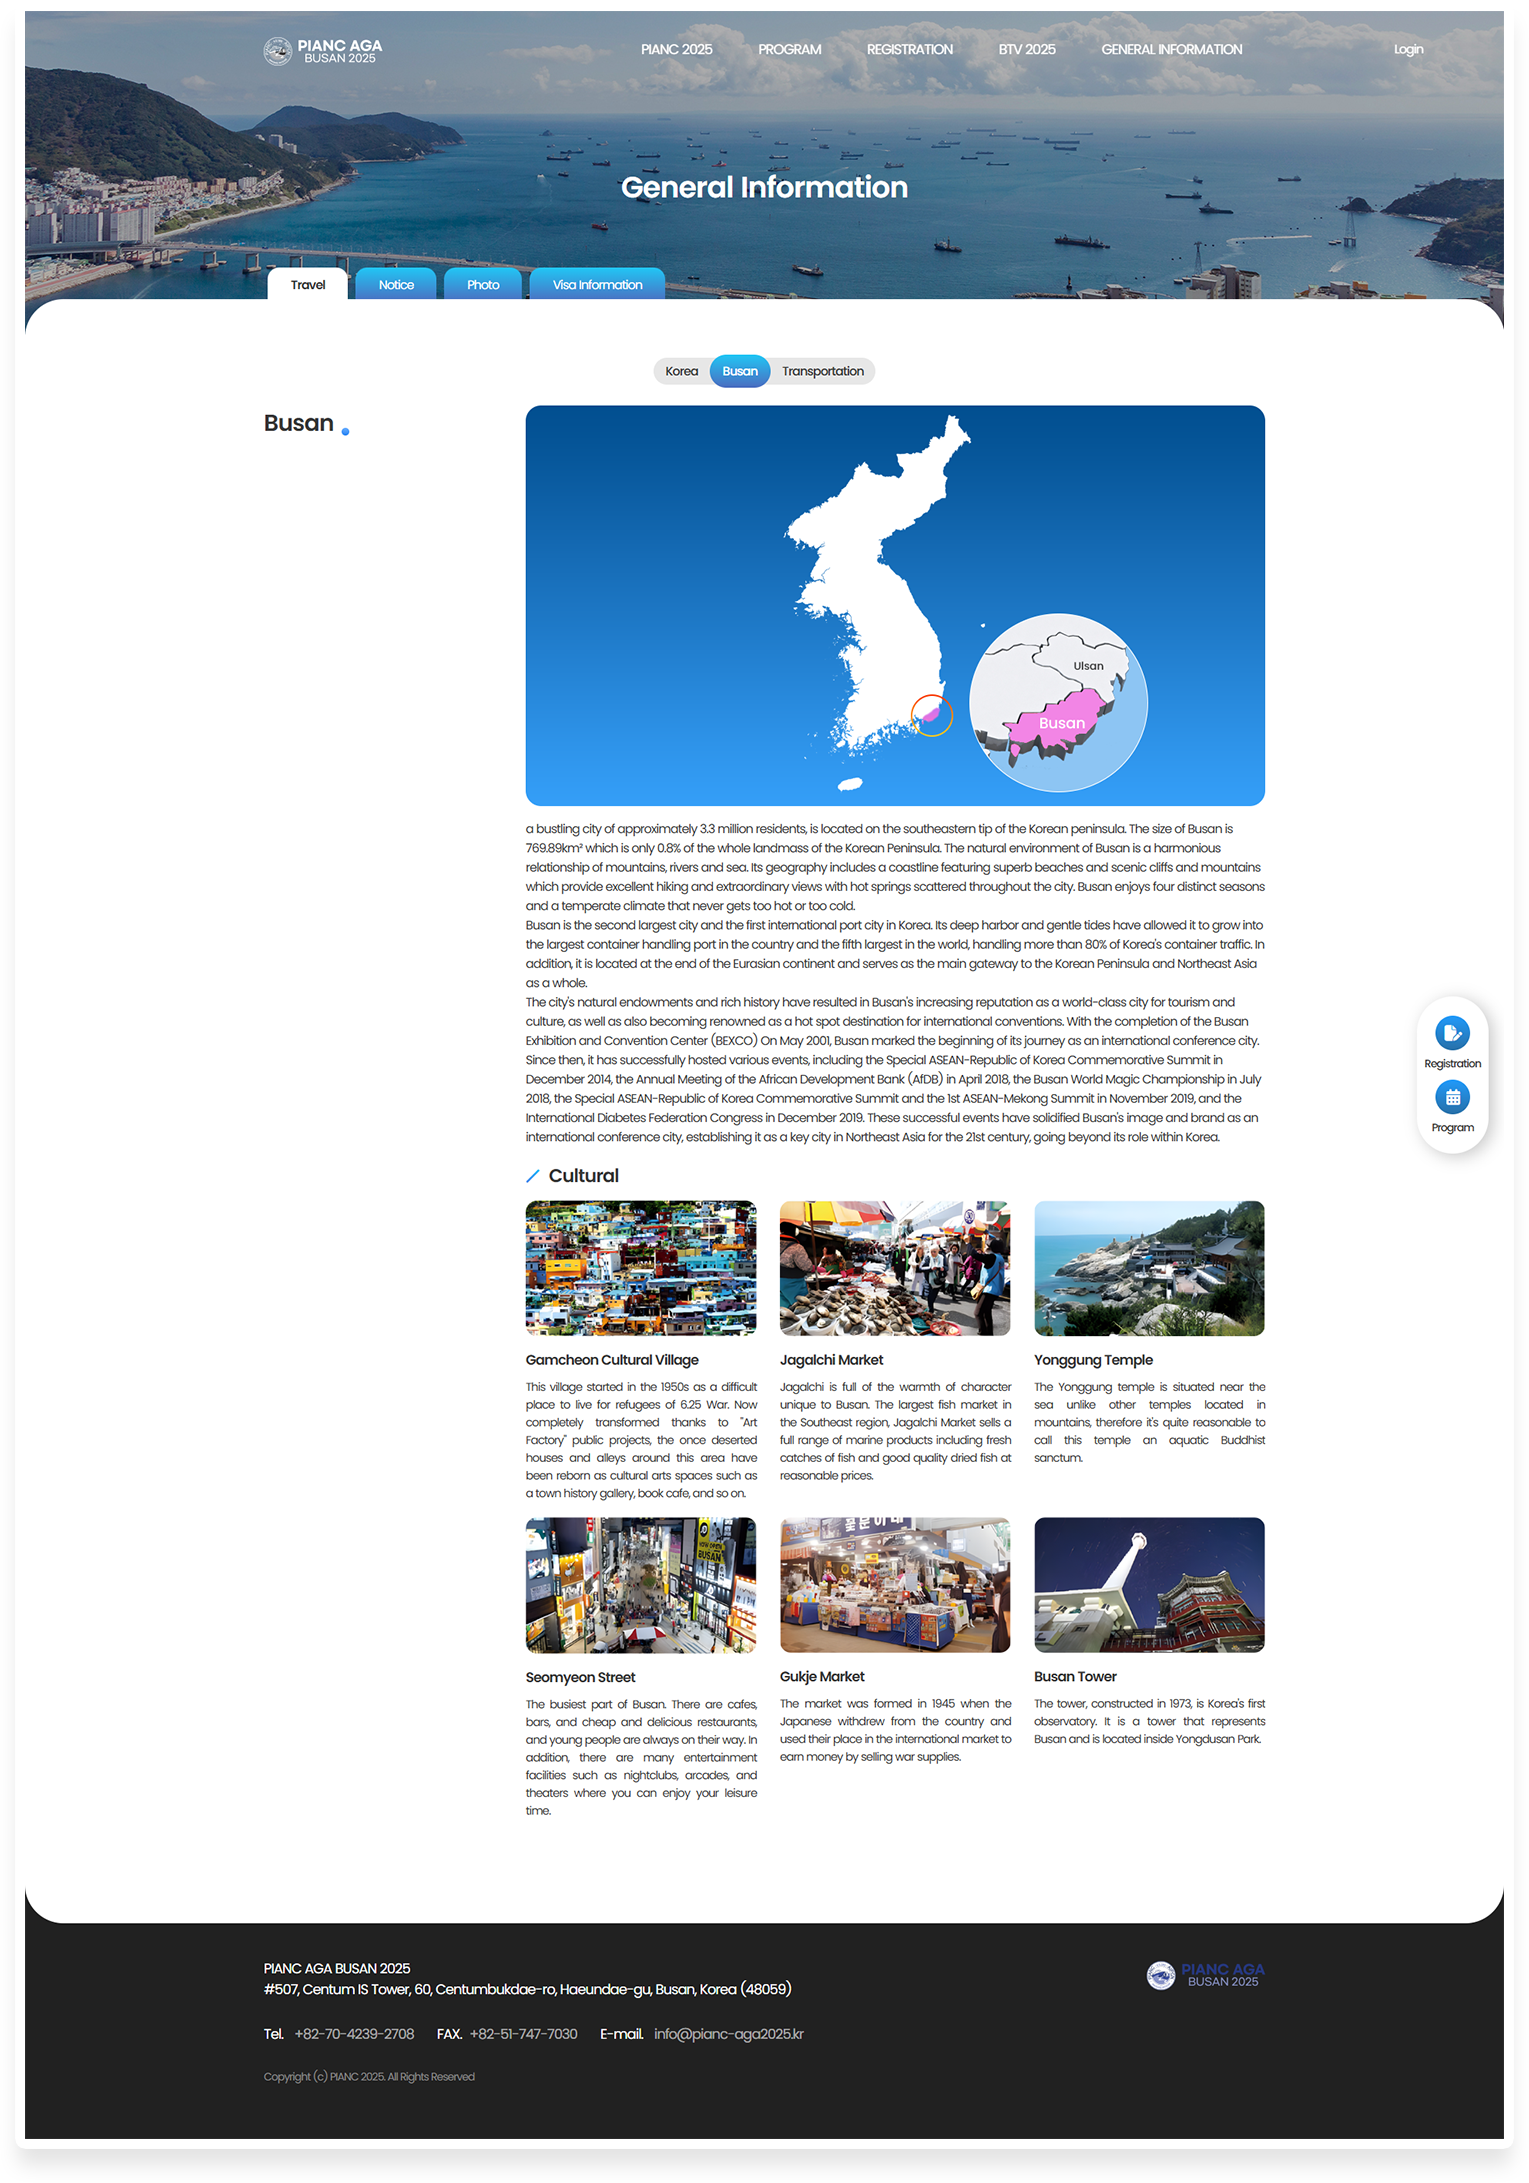 PIANC AGA
BUSAN 2025
PIANC 2025
PROGRAM
REGISTRATION
BTV 2025
GENERAL INFORMATION
Login
General Information
Travel
Notice
Photo
Visa Information
Korea
Busan
Transportation
Busan
Ulsan
Busan
a bustling city of approximately 3.3 million residents, is located on the southeastern tip of the Korean peninsula. The size of Busan is
769.89km² which is only 0.8% of the whole landmass of the Korean Peninsula. The natural environment of Busan is a harmonious
relationship of mountains, rivers and sea. Its geography includes a coastline featuring superb beaches and scenic cliffs and mountains
which provide excellent hiking and extraordinary views with hot springs scattered throughout the city. Busan enjoys four distinct seasons
and a temperate climate that never gets too hot or too cold.
Busan is the second largest city and the first international port city in Korea. Its deep harbor and gentle tides have allowed it to grow into
the largest container handling port in the country and the fifth largest in the world, handling more than 80% of Korea's container traffic. In
addition, it is located at the end of the Eurasian continent and serves as the main gateway to the Korean Peninsula and Northeast Asia
as a whole.
The city's natural endowments and rich history have resulted in Busan's increasing reputation as a world-class city for tourism and
culture, as well as also becoming renowned as a hot spot destination for international conventions. With the completion of the Busan
Exhibition and Convention Center (BEXCO) On May 2001, Busan marked the beginning of its journey as an international conference city.
Since then, it has successfully hosted various events, including the Special ASEAN-Republic of Korea Commemorative Summit in
December 2014, the Annual Meeting of the African Development Bank (AfDB) in April 2018, the Busan World Magic Championship in July
2018, the Special ASEAN-Republic of Korea Commemorative Summit and the 1st ASEAN-Mekong Summit in November 2019, and the
International Diabetes Federation Congress in December 2019. These successful events have solidified Busan's image and brand as an
international conference city, establishing it as a key city in Northeast Asia for the 21st century, going beyond its role within Korea.
Registration
Program
Cultural
Gamcheon Cultural Village
This village started in the 1950s as a difficult
place to live for refugees of 6.25 War. Now
completely transformed thanks to "Art
Factory" public projects, the once deserted
houses and alleys around this area have
been reborn as cultural arts spaces such as
a town history gallery, book cafe, and so on.
Jagalchi Market
Jagalchi is full of the warmth of character
unique to Busan. The largest fish market in
the Southeast region, Jagalchi Market sells a
full range of marine products including fresh
catches of fish and good quality dried fish at
reasonable prices.
Yonggung Temple
The Yonggung temple is situated near the
sea unlike other temples located in
mountains, therefore it's quite reasonable to
call this temple an aquatic Buddhist
sanctum.
NOW OPEN
BUSAN
Seomyeon Street
The busiest part of Busan. There are cafes,
bars, and cheap and delicious restaurants,
and young people are always on their way. In
addition, there are many entertainment
facilities such as nightclubs, arcades, and
theaters where you can enjoy your leisure
time.
Gukje Market
The market was formed in 1945 when the
Japanese withdrew from the country and
used their place in the international market to
earn money by selling war supplies.
Busan Tower
The tower, constructed in 1973, is Korea's first
observatory. It is a tower that represents
Busan and is located inside Yongdusan Park.
PIANC AGA BUSAN 2025
#507, Centum IS Tower, 60, Centumbukdae-ro, Haeundae-gu, Busan, Korea (48059)
PIANC AGA
BUSAN 2025
Tel. +82-70-4239-2708 FAX. +82-51-747-7030 E-mail. info@pianc-aga2025.kr
Copyright (c) PIANC 2025. All Rights Reserved